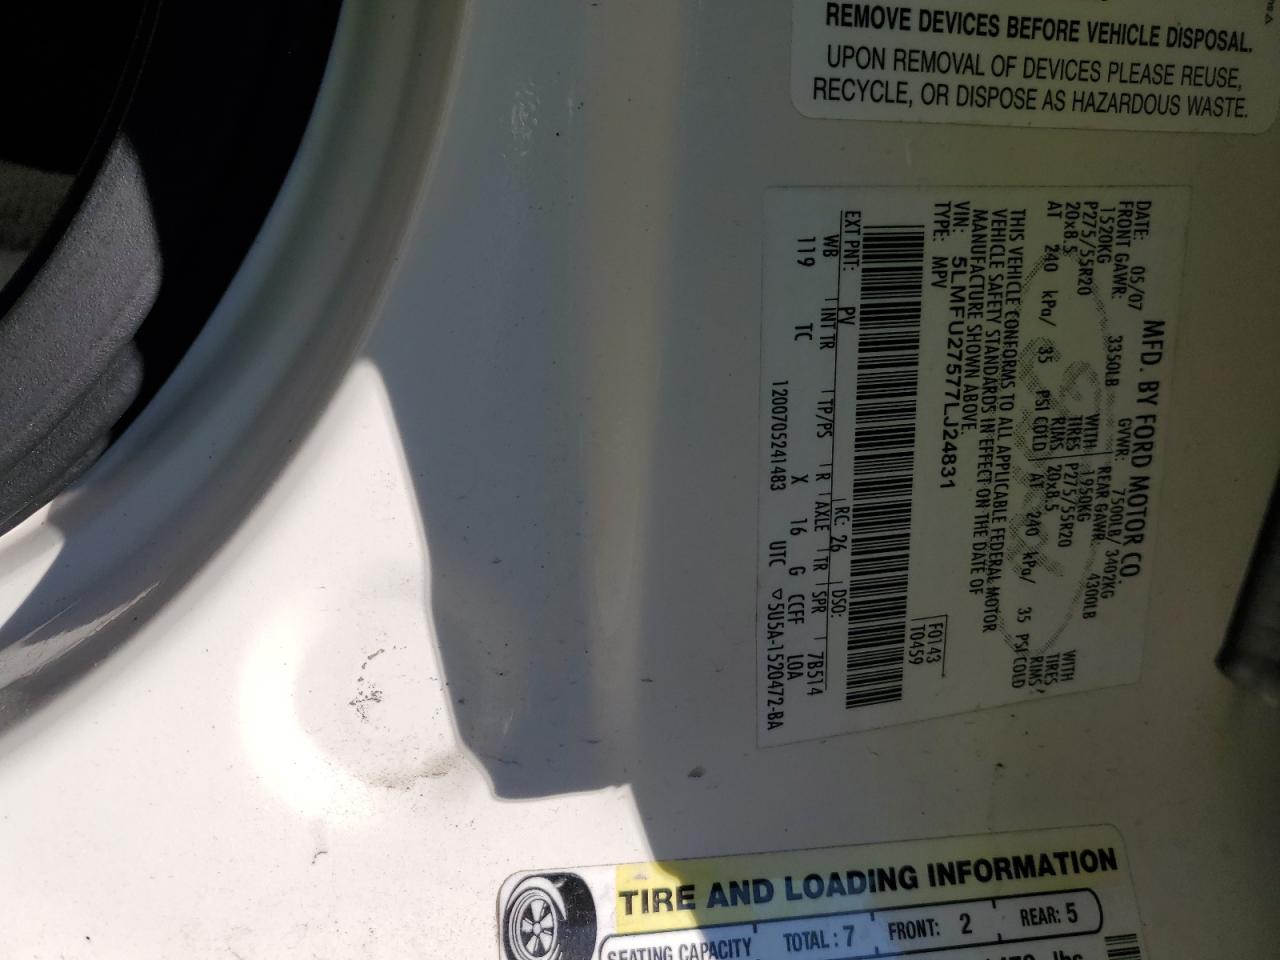 REMOVE DEVICES BEFORE VEHICLE DISPOSAL.
UPON REMOVAL OF DEVICES PLEASE REUSE,
RECYCLE, OR DISPOSE AS HAZARDOUS WASTE.
MFD. BY FORD MOTOR CO.
DATE: 05/07 GVWR: 7500LB/ 3402KG
FRONT GAWR: 3350LB REAR GAWR: 4300LB
1520KG WITH 1950KG WITH
P275/55R20 TIRES P275/55R20 TIRES
20x8.5 RIMS 20x8.5 RIMS
AT 240 kPa/ 35 PSI COLD AT 240 kPa/ 35 PSI COLD
THIS VEHICLE CONFORMS TO ALL APPLICABLE FEDERAL MOTOR
VEHICLE SAFETY STANDARDS IN EFFECT ON THE DATE OF
MANUFACTURE SHOWN ABOVE.
VIN: 5LMFU27577LJ24831
TYPE: MPV
F0143
T0459
EXT PNT: PV RC: 26 DSO:
WB INT TR TP/PS R AXLE TR SPR 7B514
119 TC X 16 G CCFF LOA
120070524 1483 UTC ▽5U5A-1520472-BA
TIRE AND LOADING INFORMATION
SEATING CAPACITY TOTAL: 7 FRONT: 2 REAR: 5